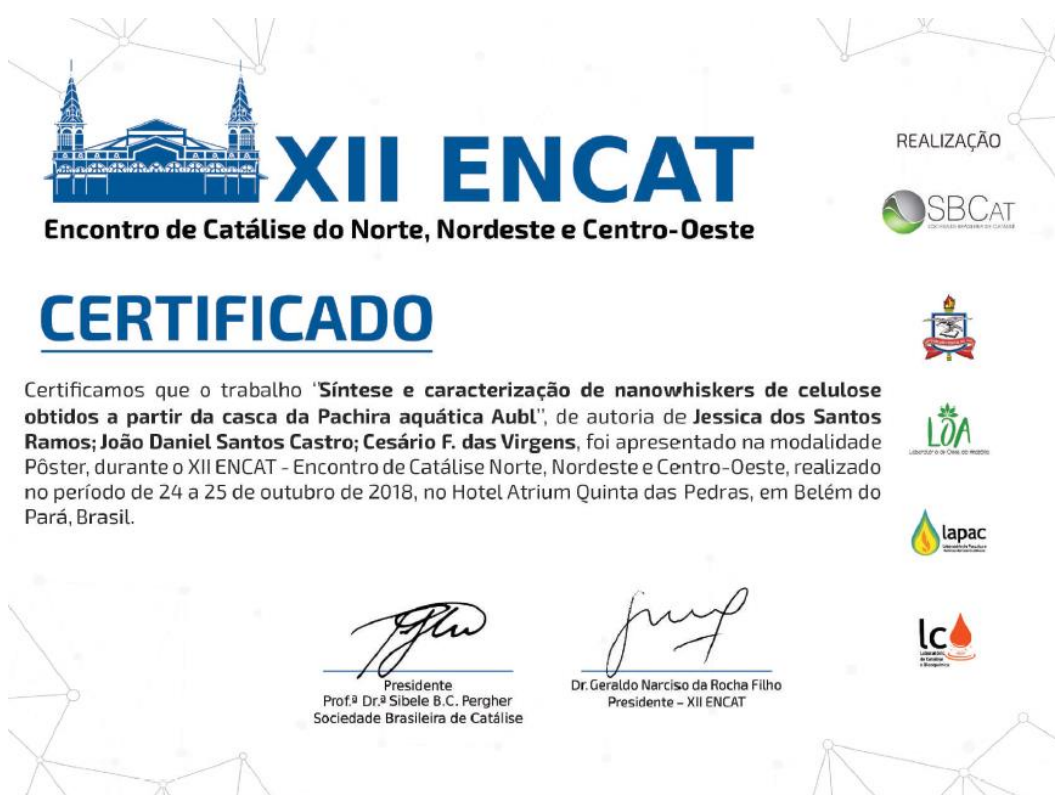 XII ENCAT
Encontro de Catálise do Norte, Nordeste e Centro-Oeste
REALIZAÇÃO
SBCAT
SOCIEDADE BRASILEIRA DE CATÁLISE
CERTIFICADO
Certificamos que o trabalho "Síntese e caracterização de nanowhiskers de celulose
obtidos a partir da casca da Pachira aquática Aubl", de autoria de Jessica dos Santos
Ramos; João Daniel Santos Castro; Cesário F. das Virgens, foi apresentado na modalidade
Pôster, durante o XII ENCAT - Encontro de Catálise Norte, Nordeste e Centro-Oeste, realizado
no período de 24 a 25 de outubro de 2018, no Hotel Atrium Quinta das Pedras, em Belém do
Pará, Brasil.
LOA
lapac
lc
Presidente
Prof.ª Dr.ª Sibele B.C. Pergher
Sociedade Brasileira de Catálise
Dr. Geraldo Narciso da Rocha Filho
Presidente – XII ENCAT